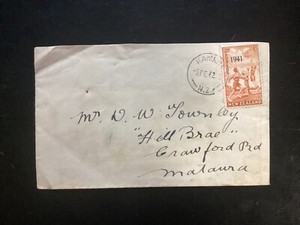 1941
N.Z.
NEW ZEALAND
Mr D. W. Townley
"Hill Brae"
Crawford Rd
Mataura